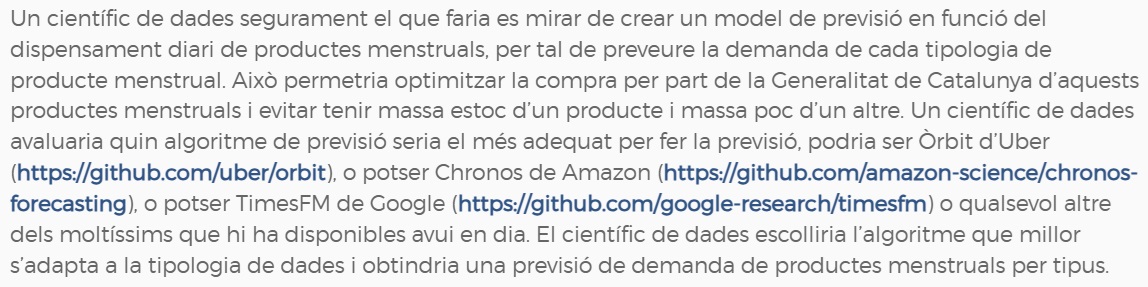 Un científic de dades segurament el que faria es mirar de crear un model de previsió en funció del
dispensament diari de productes menstruals, per tal de preveure la demanda de cada tipologia de
producte menstrual. Això permetria optimitzar la compra per part de la Generalitat de Catalunya d’aquests
productes menstruals i evitar tenir massa estoc d’un producte i massa poc d’un altre. Un científic de dades
avaluaria quin algoritme de previsió seria el més adequat per fer la previsió, podria ser Òrbit d’Uber
(https://github.com/uber/orbit), o potser Chronos de Amazon (https://github.com/amazon-science/chronos-
forecasting), o potser TimesFM de Google (https://github.com/google-research/timesfm) o qualsevol altre
dels moltíssims que hi ha disponibles avui en dia. El científic de dades escolliria l’algoritme que millor
s’adapta a la tipologia de dades i obtindria una previsió de demanda de productes menstruals per tipus.